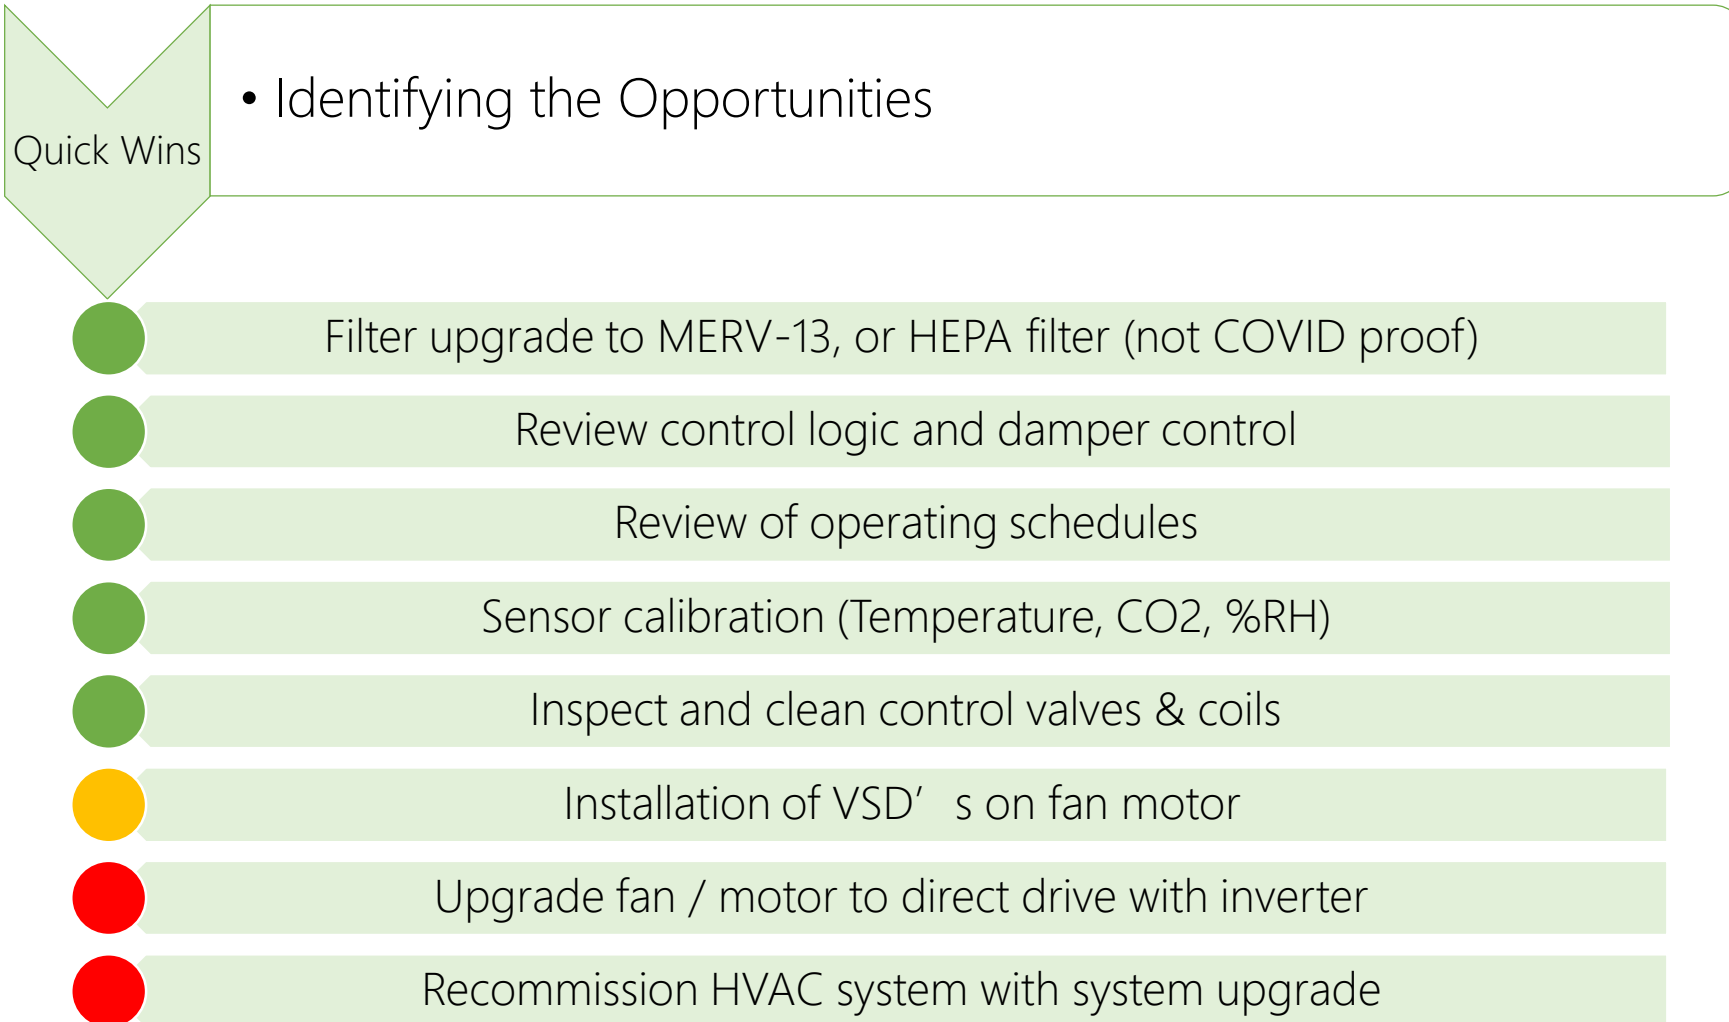 Quick Wins
• Identifying the Opportunities
Filter upgrade to MERV-13, or HEPA filter (not COVID proof)
Review control logic and damper control
Review of operating schedules
Sensor calibration (Temperature, CO2, %RH)
Inspect and clean control valves & coils
Installation of VSD’ s on fan motor
Upgrade fan / motor to direct drive with inverter
Recommission HVAC system with system upgrade